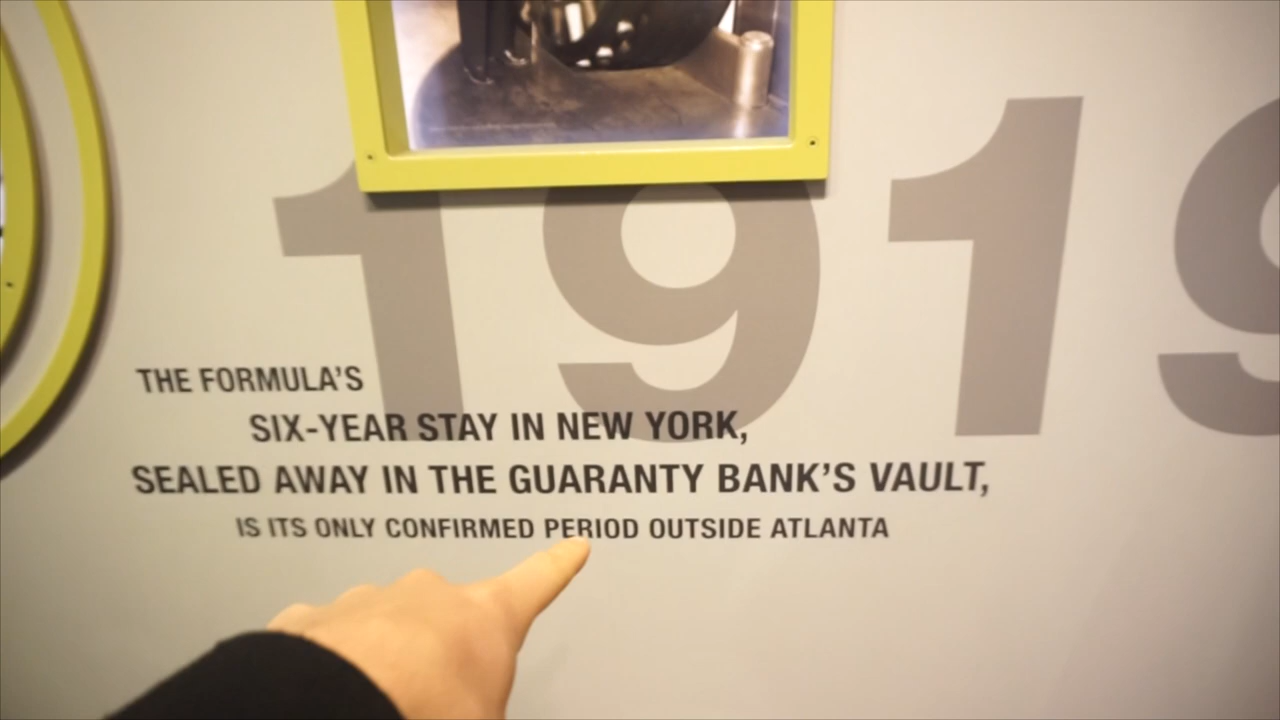 1919
THE FORMULA'S
SIX-YEAR STAY IN NEW YORK,
SEALED AWAY IN THE GUARANTY BANK'S VAULT,
IS ITS ONLY CONFIRMED PERIOD OUTSIDE ATLANTA